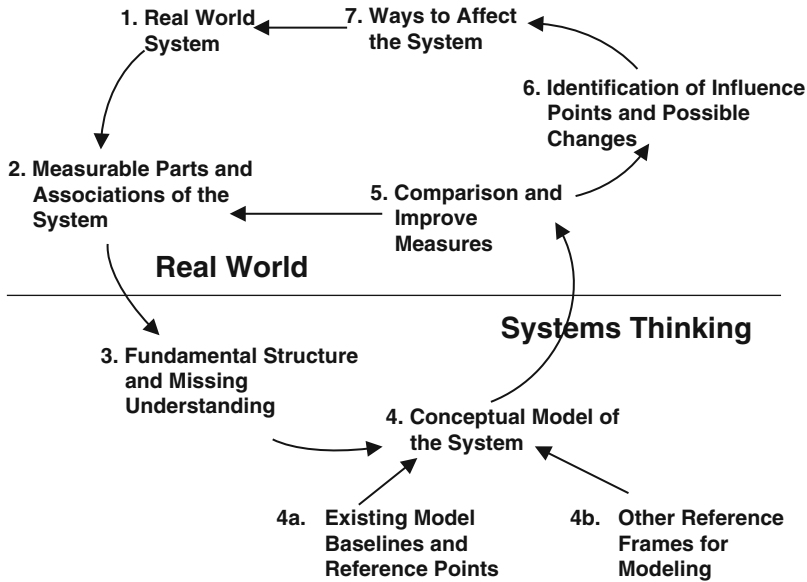 1. Real World
System
7. Ways to Affect
the System
6. Identification of Influence
Points and Possible
Changes
2. Measurable Parts and
Associations of the
System
5. Comparison and
Improve
Measures
Real World
Systems Thinking
3. Fundamental Structure
and Missing
Understanding
4. Conceptual Model of
the System
4a. Existing Model
Baselines and
Reference Points
4b. Other Reference
Frames for
Modeling